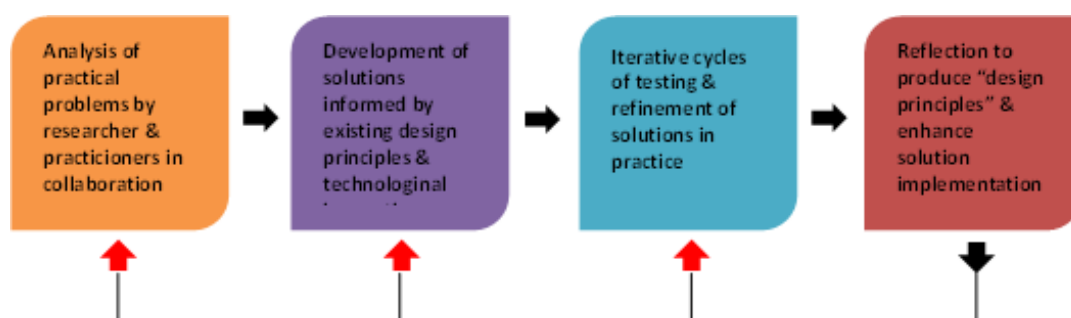 Analysis of
practical
problems by
researcher &
practicioners in
collaboration
Development of
solutions
informed by
existing design
principles &
technologinal
Iterative cycles
of testing &
refinement of
solutions in
practice
Reflection to
produce “design
principles” &
enhance
solution
implementation